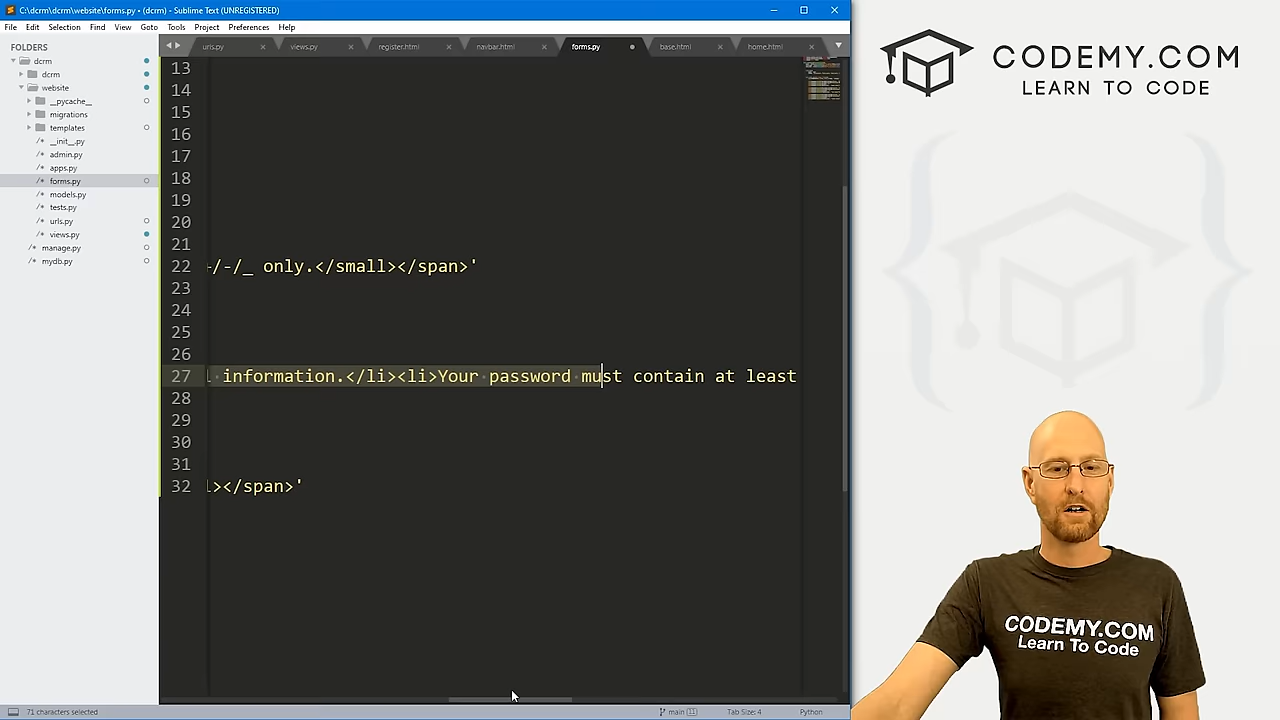 C:\dcrm\dcrm\website\forms.py • (dcrm) - Sublime Text (UNREGISTERED)
File Edit Selection Find View Goto Tools Project Preferences Help
FOLDERS
dcrm
dcrm
website
__pycache__
migrations
templates
__init__.py
admin.py
apps.py
forms.py
models.py
tests.py
urls.py
views.py
manage.py
mydb.py
urls.py views.py register.html navbar.html forms.py base.html home.html
13
14
15
16
17
18
19
20
21
22 /-/_ only.</small></span>'
23
24
25
26
27 information.</li><li>Your password must contain at least
28
29
30
31
32 ></span>'
71 characters selected
main 11 Tab Size: 4 Python
CODEMY.COM
LEARN TO CODE
CODEMY.COM
Learn To Code